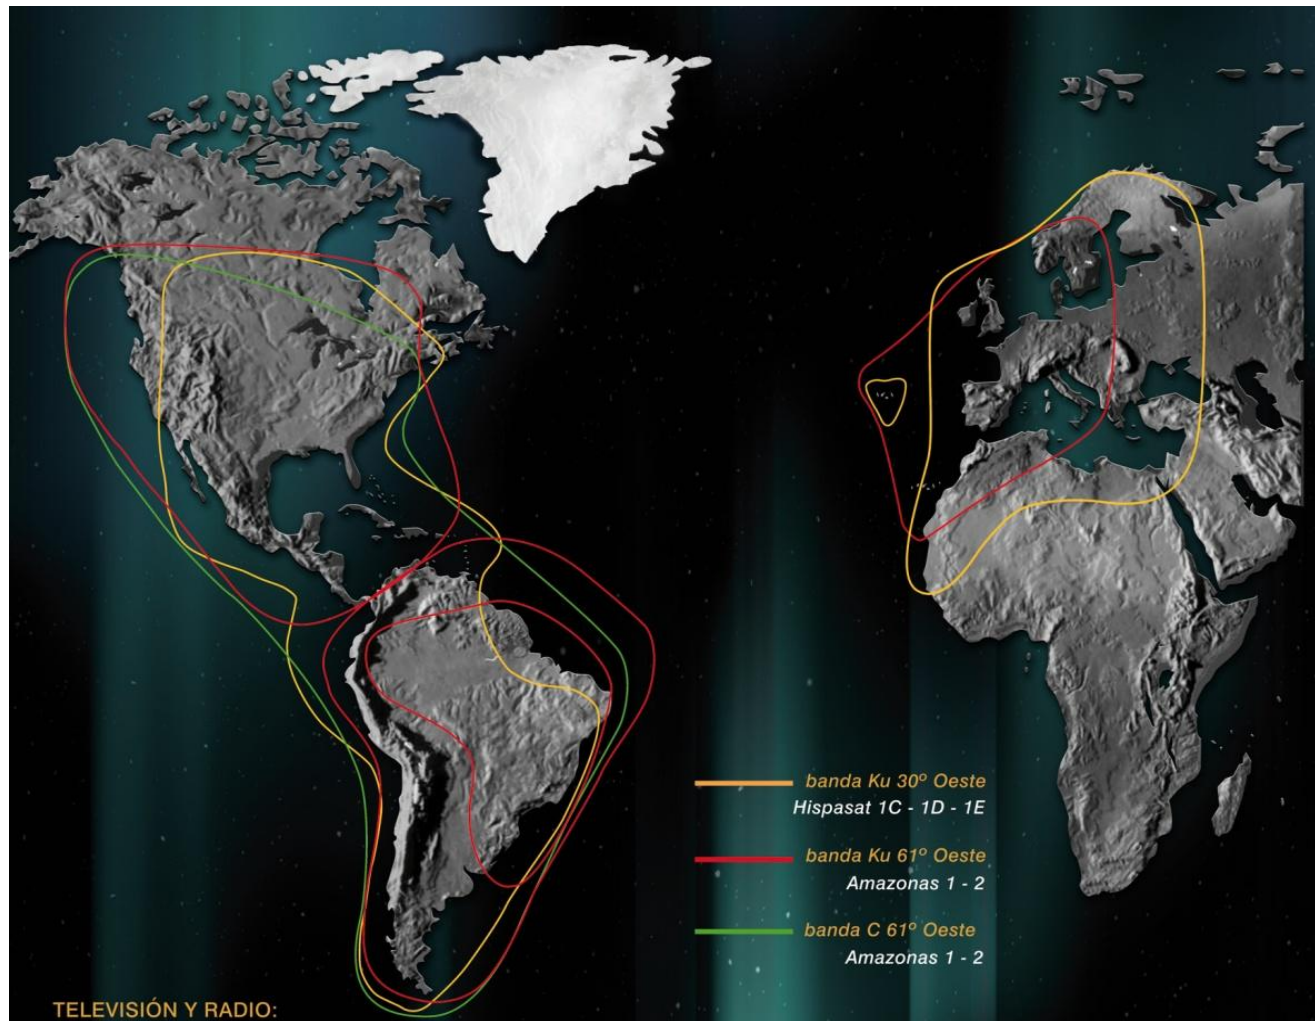 banda Ku 30º Oeste
Hispasat 1C - 1D - 1E
banda Ku 61º Oeste
Amazonas 1 - 2
banda C 61º Oeste
Amazonas 1 - 2
TELEVISIÓN Y RADIO: